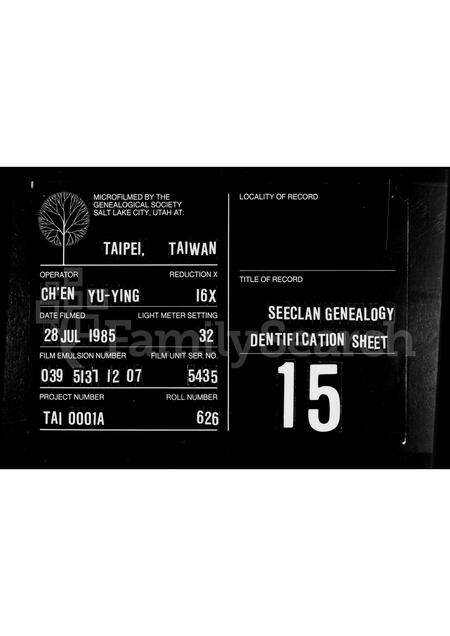 MICROFILMED BY THE
GENEALOGICAL SOCIETY
SALT LAKE CITY, UTAH AT:
TAIPEI, TAIWAN
OPERATOR REDUCTION X
CH'EN YU-YING 16X
DATE FILMED LIGHT METER SETTING
28 JUL 1985 32
FILM EMULSION NUMBER FILM UNIT SER. NO.
039 5131 12 07 5435
PROJECT NUMBER ROLL NUMBER
TAI 0001A 626
LOCALITY OF RECORD
TITLE OF RECORD
SEECLAN GENEALOGY
DENTIFICATION SHEET
15
FamilySearch